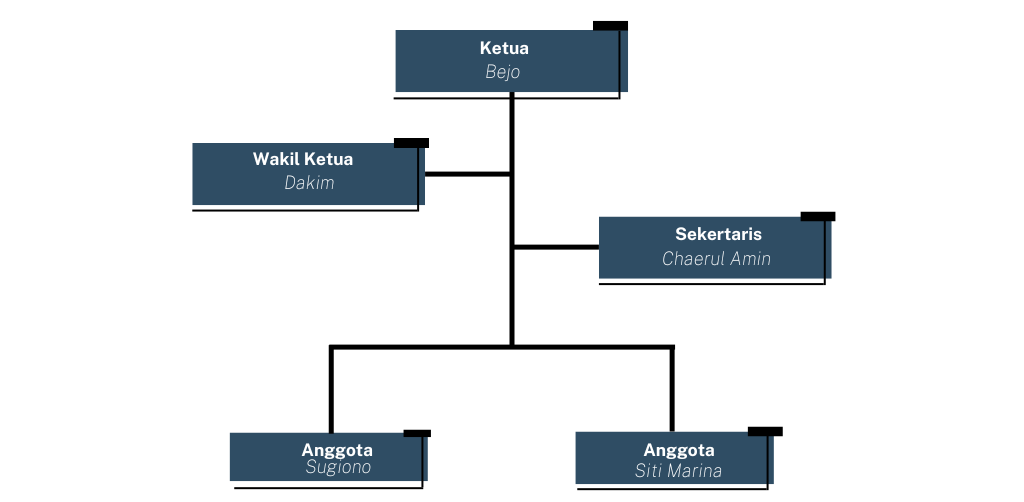 Ketua
Bejo
Wakil Ketua
Dakim
Sekertaris
Chaerul Amin
Anggota
Sugiono
Anggota
Siti Marina